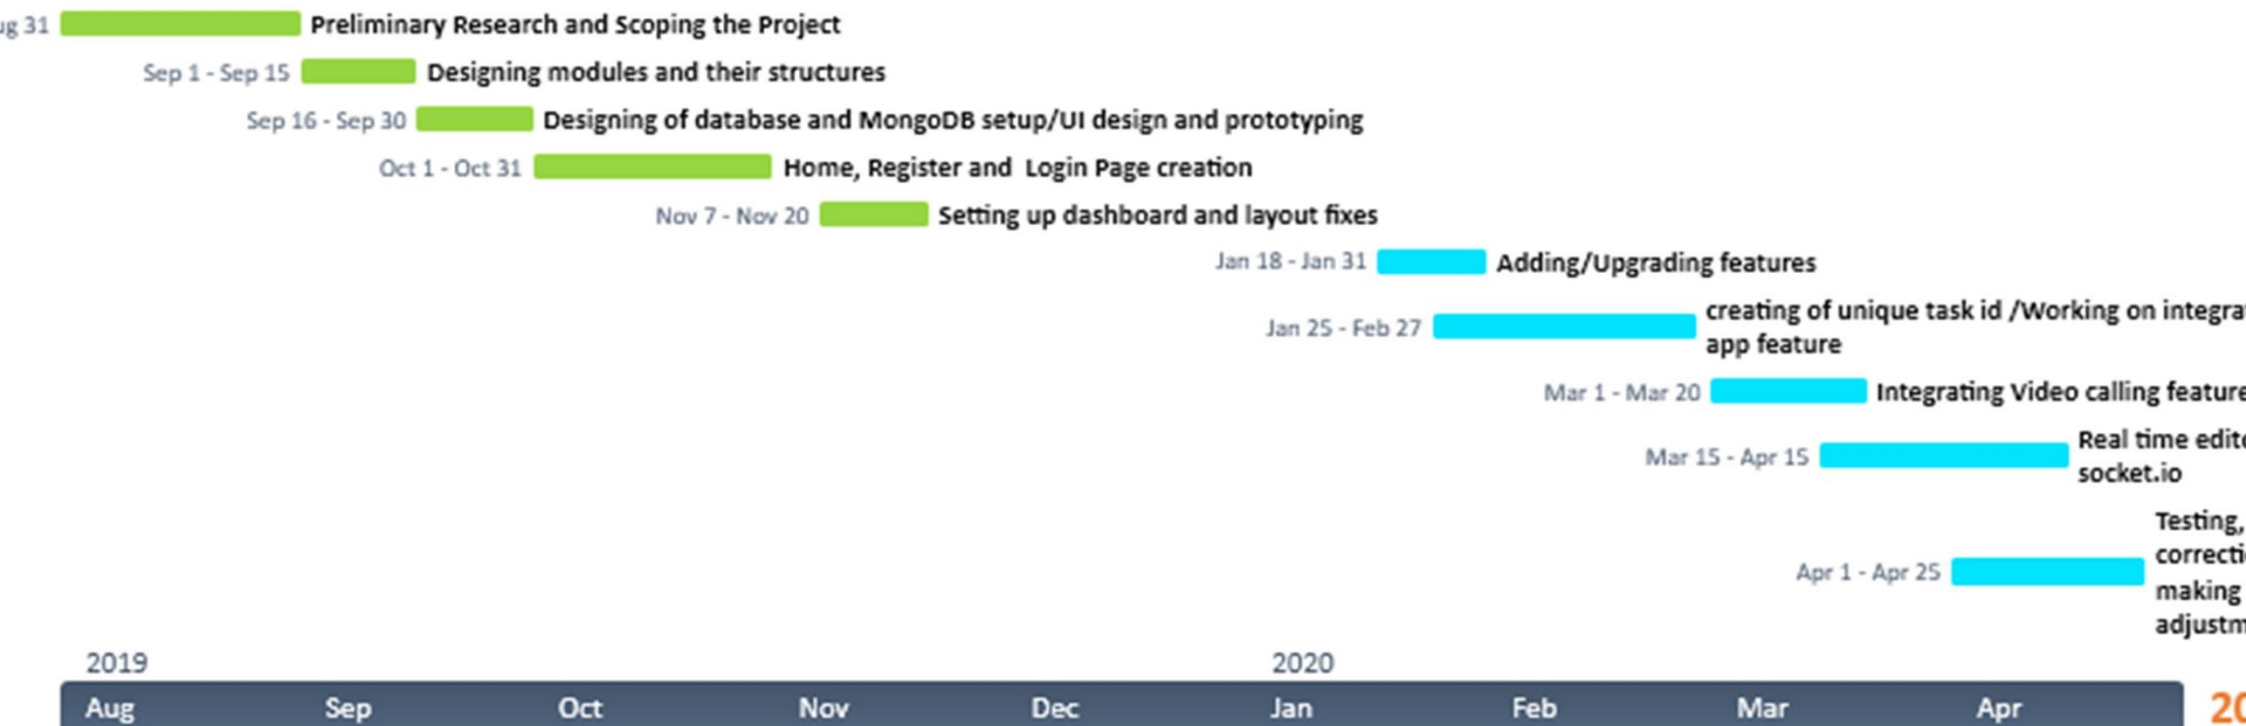 31 Preliminary Research and Scoping the Project
Sep 1 - Sep 15 Designing modules and their structures
Sep 16 - Sep 30 Designing of database and MongoDB setup/UI design and prototyping
Oct 1 - Oct 31 Home, Register and Login Page creation
Nov 7 - Nov 20 Setting up dashboard and layout fixes
Jan 18 - Jan 31 Adding/Upgrading features
Jan 25 - Feb 27 creating of unique task id /Working on
app feature
Mar 1 - Mar 20 Integrating Video calling feature
Mar 15 - Apr 15 Real time
socket.io
Testing,
Apr 1 - Apr 25
making
2019 2020
Aug Sep Oct Nov Dec Jan Feb Mar Apr